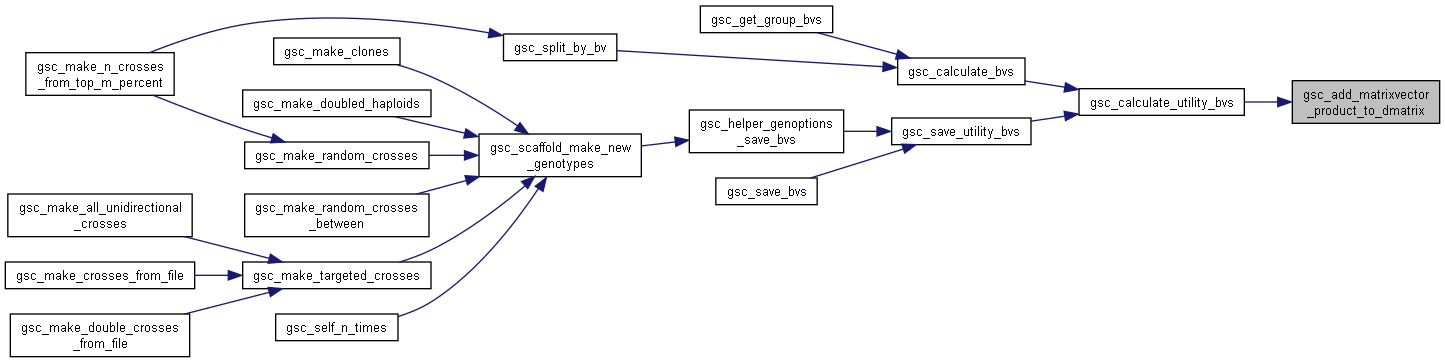 gsc_make_n_crosses
_from_top_m_percent
gsc_make_clones
gsc_make_doubled_haploids
gsc_make_random_crosses
gsc_make_random_crosses
_between
gsc_make_all_unidirectional
_crosses
gsc_make_crosses_from_file
gsc_make_double_crosses
_from_file
gsc_make_targeted_crosses
gsc_self_n_times
gsc_split_by_bv
gsc_scaffold_make_new
_genotypes
gsc_get_group_bvs
gsc_helper_genoptions
_save_bvs
gsc_save_bvs
gsc_calculate_bvs
gsc_save_utility_bvs
gsc_calculate_utility_bvs
gsc_add_matrixvector
_product_to_dmatrix